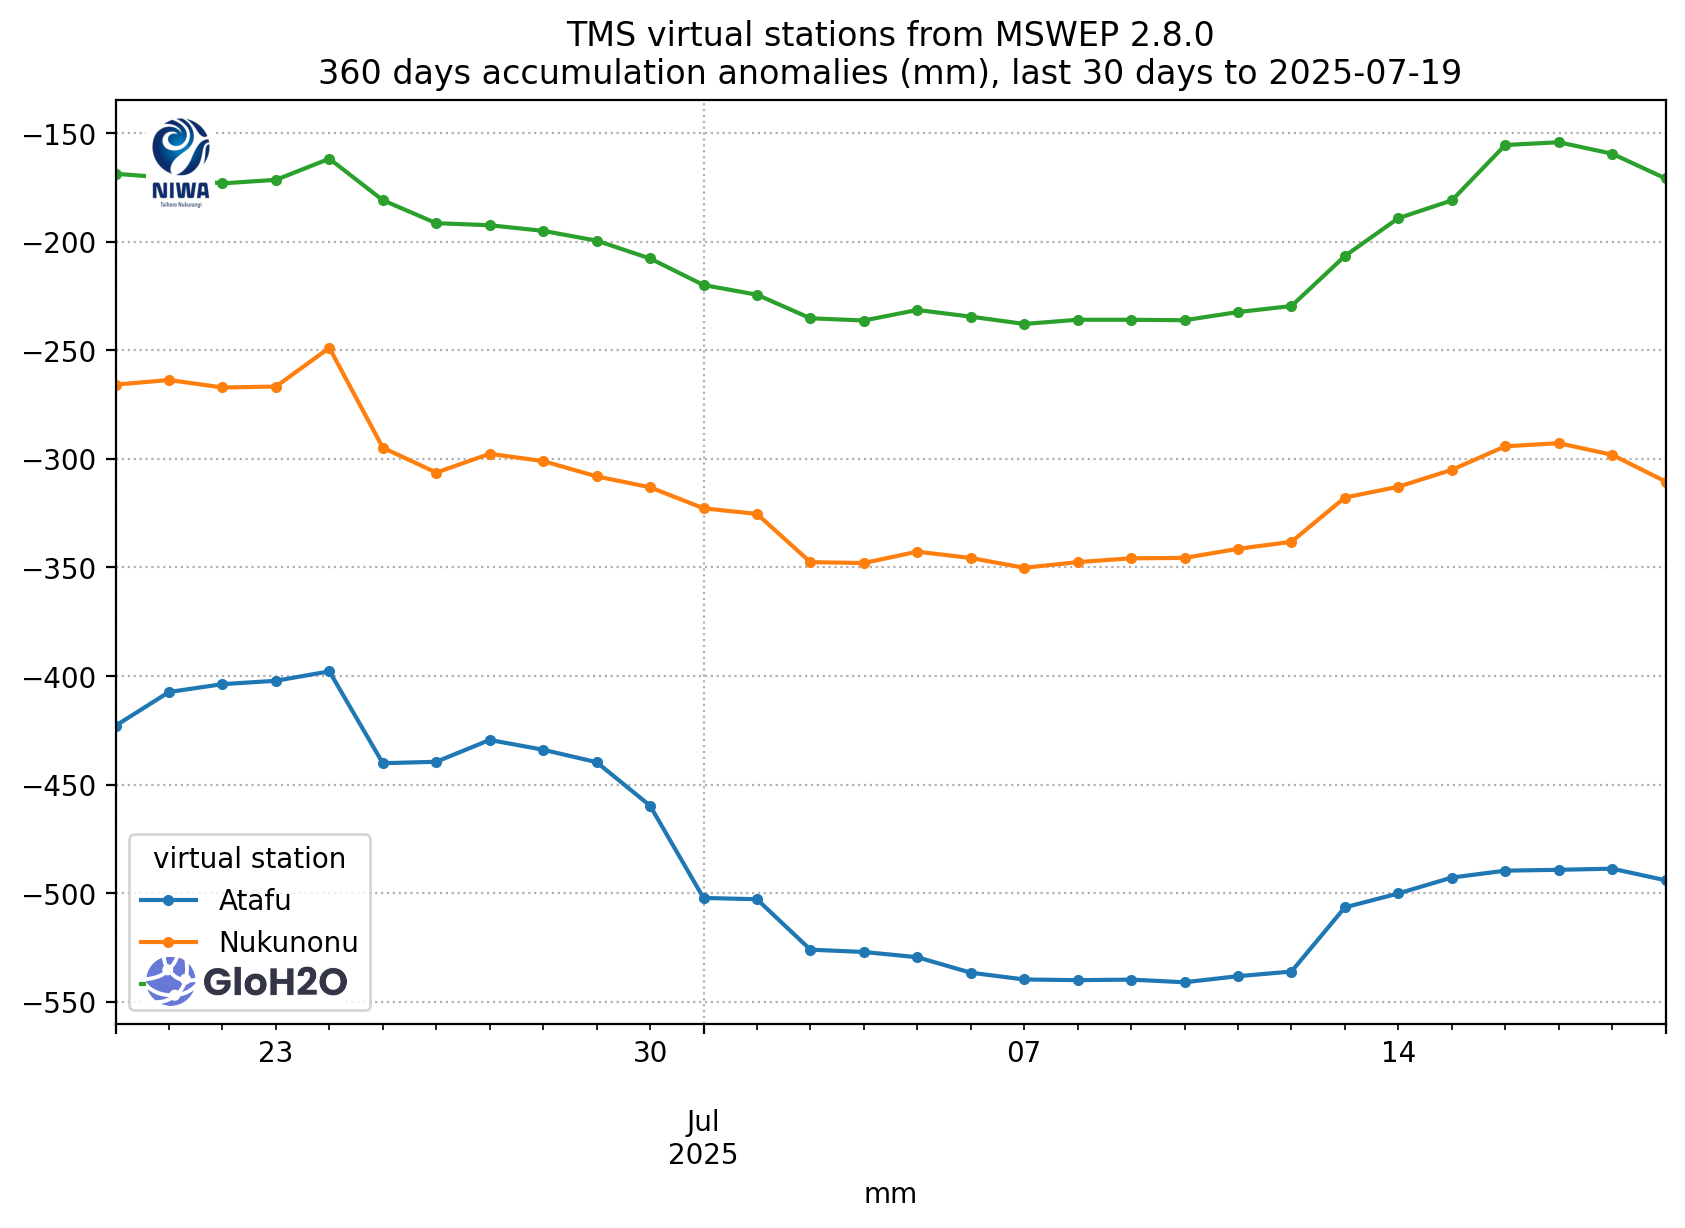 TMS virtual stations from MSWEP 2.8.0
360 days accumulation anomalies (mm), last 30 days to 2025-07-19
−150
−200
−250
−300
−350
−400
−450
−500
−550
NIWA
Taihoro Nukurangi
virtual station
Atafu
Nukunonu
GloH2O
23
30
07
14
Jul
2025
mm